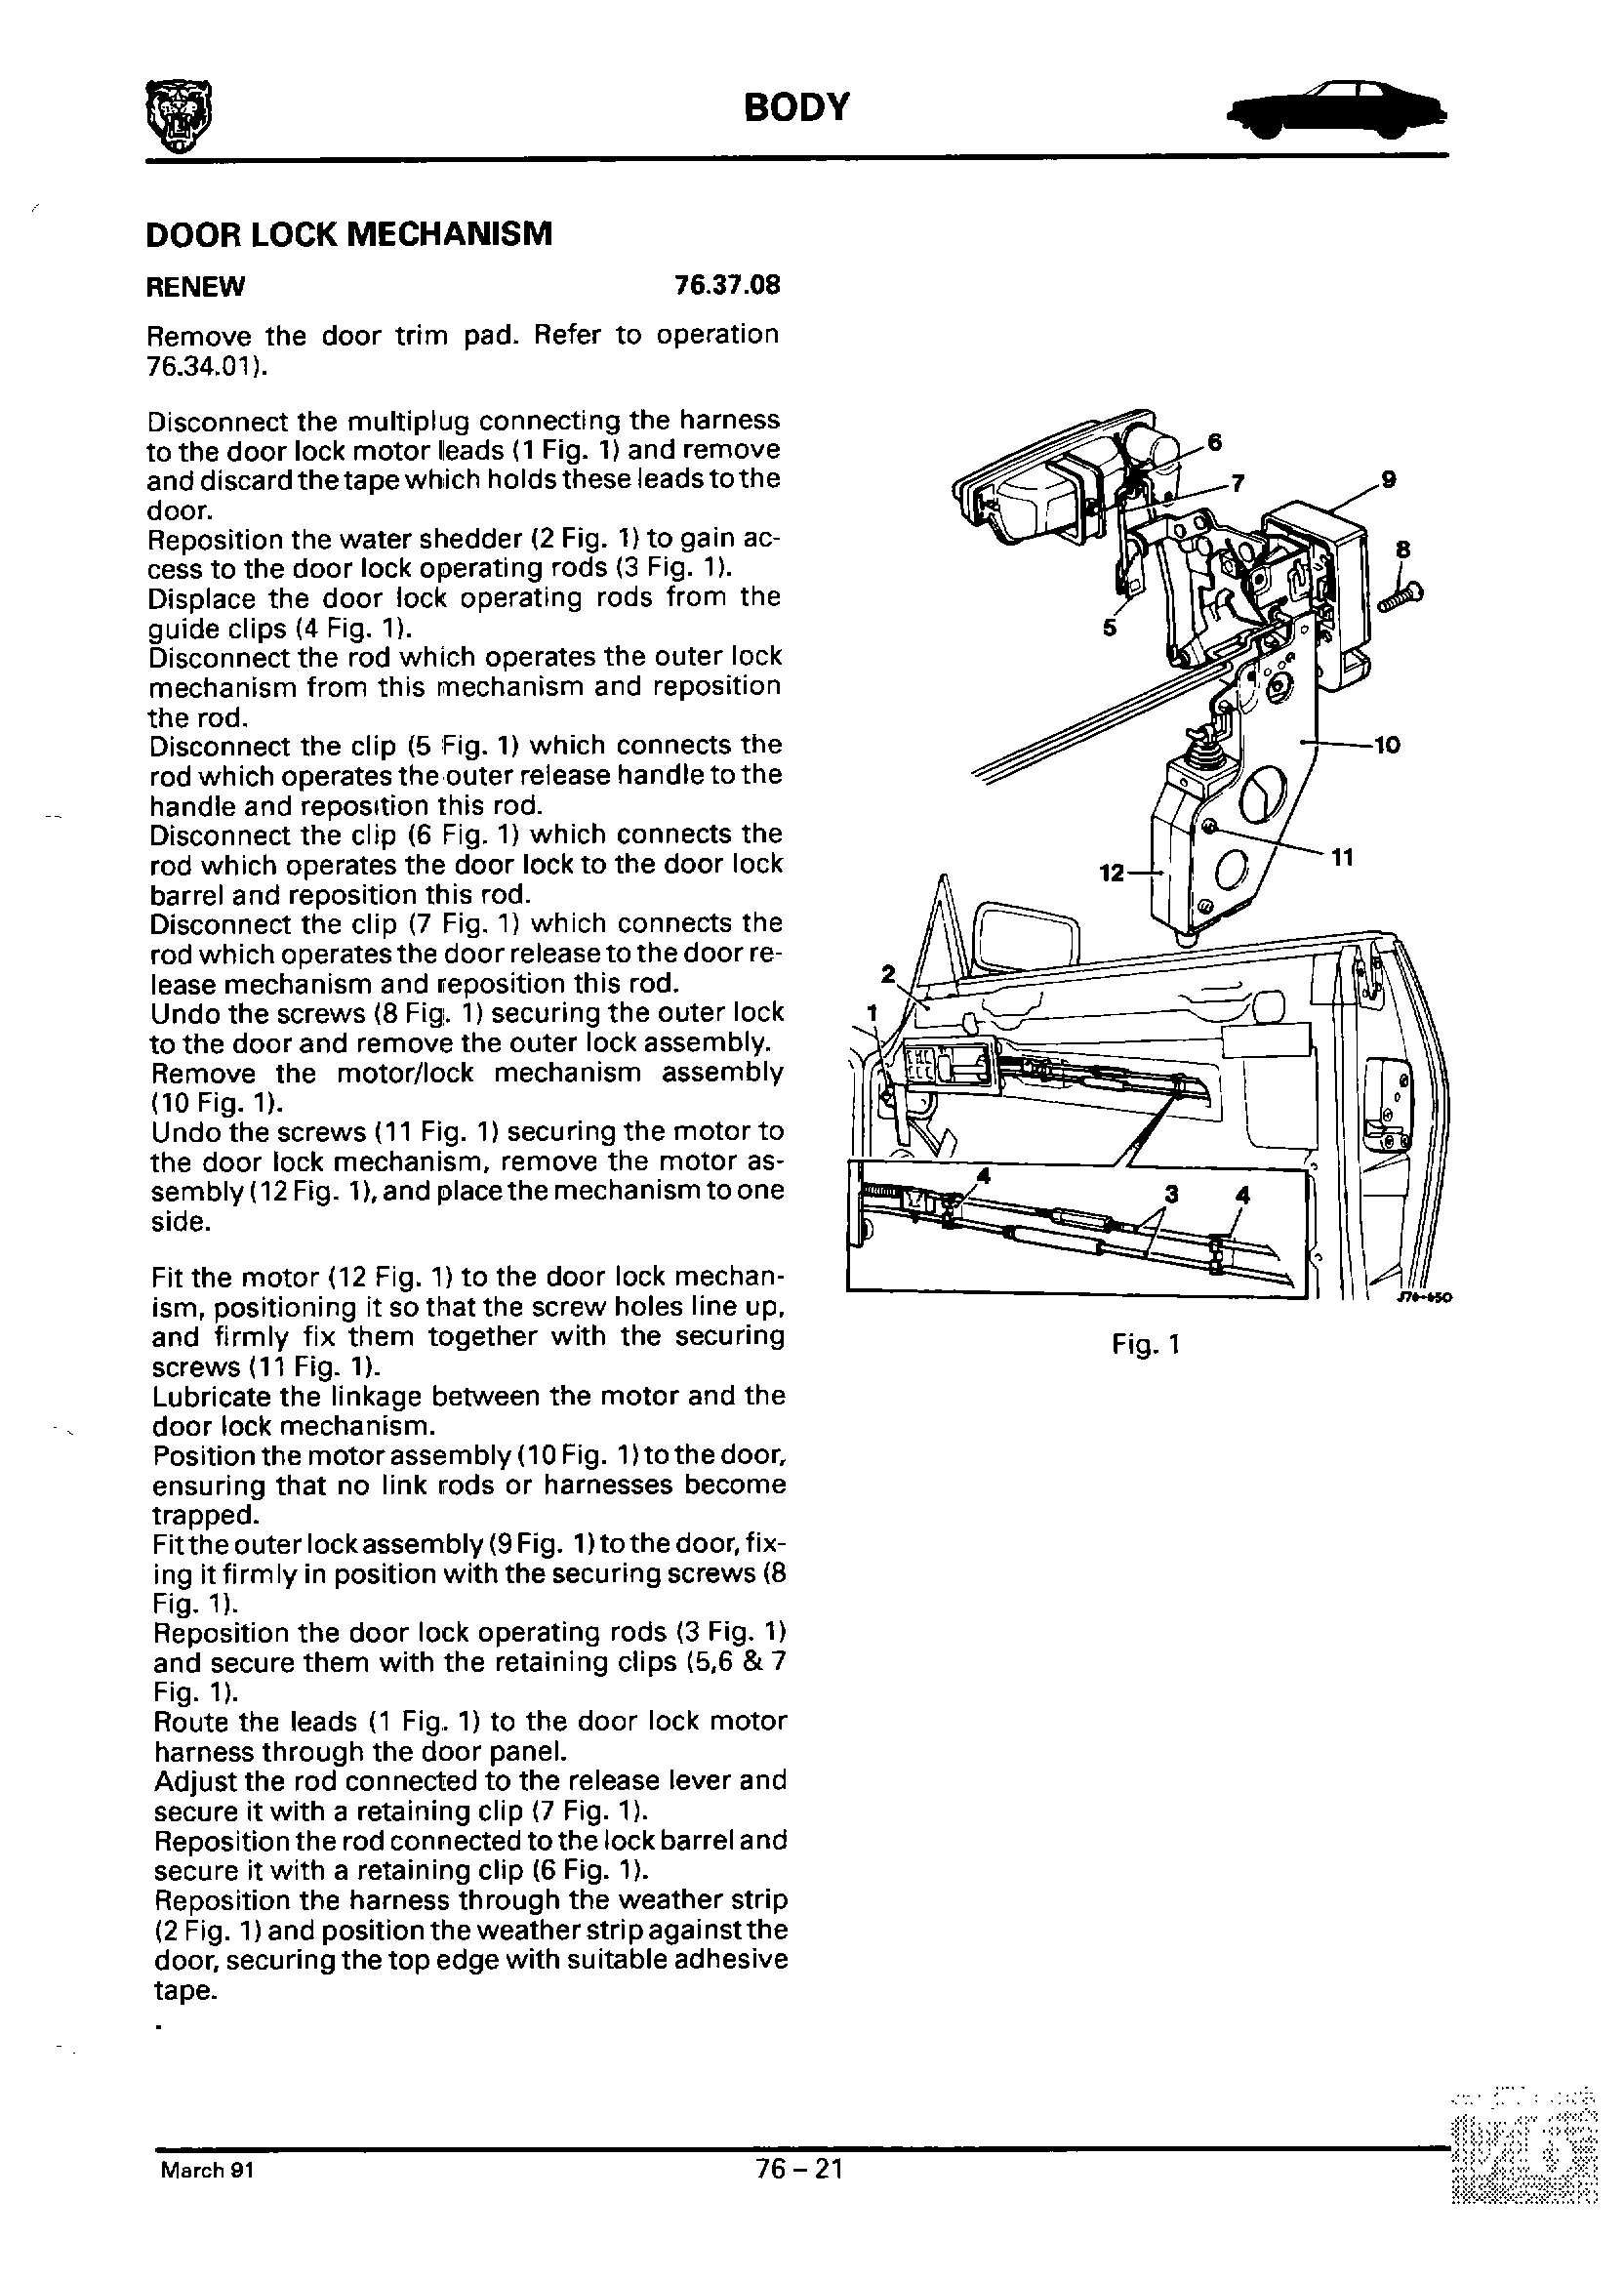 BODY
DOOR LOCK MECHANISM
RENEW 76.37.08
Remove the door trim pad. Refer to operation
76.34.01).
Disconnect the multiplug connecting the harness
to the door lock motor leads (1 Fig. 1) and remove
and discard the tape which holds these leads to the
door.
Reposition the water shedder (2 Fig. 1) to gain ac-
cess to the door lock operating rods (3 Fig. 1).
Displace the door lock operating rods from the
guide clips (4 Fig. 1).
Disconnect the rod which operates the outer lock
mechanism from this mechanism and reposition
the rod.
Disconnect the clip (5 Fig. 1) which connects the
rod which operates the outer release handle to the
handle and reposition this rod.
Disconnect the clip (6 Fig. 1) which connects the
rod which operates the door lock to the door lock
barrel and reposition this rod.
Disconnect the clip (7 Fig. 1) which connects the
rod which operates the door release to the door re-
lease mechanism and reposition this rod.
Undo the screws (8 Fig. 1) securing the outer lock
to the door and remove the outer lock assembly.
Remove the motor/lock mechanism assembly
(10 Fig. 1).
Undo the screws (11 Fig. 1) securing the motor to
the door lock mechanism, remove the motor as-
sembly (12 Fig. 1), and place the mechanism to one
side.
Fit the motor (12 Fig. 1) to the door lock mechan-
ism, positioning it so that the screw holes line up,
and firmly fix them together with the securing
screws (11 Fig. 1).
Lubricate the linkage between the motor and the
door lock mechanism.
Position the motor assembly (10 Fig. 1) to the door,
ensuring that no link rods or harnesses become
trapped.
Fit the outer lock assembly (9 Fig. 1) to the door, fix-
ing it firmly in position with the securing screws (8
Fig. 1).
Reposition the door lock operating rods (3 Fig. 1)
and secure them with the retaining clips (5,6 & 7
Fig. 1).
Route the leads (1 Fig. 1) to the door lock motor
harness through the door panel.
Adjust the rod connected to the release lever and
secure it with a retaining clip (7 Fig. 1).
Reposition the rod connected to the lock barrel and
secure it with a retaining clip (6 Fig. 1).
Reposition the harness through the weather strip
(2 Fig. 1) and position the weather strip against the
door, securing the top edge with suitable adhesive
tape.
6
7
9
8
5
10
11
12
2
1
4
3
4
J76-650
Fig. 1
March 91
76 – 21